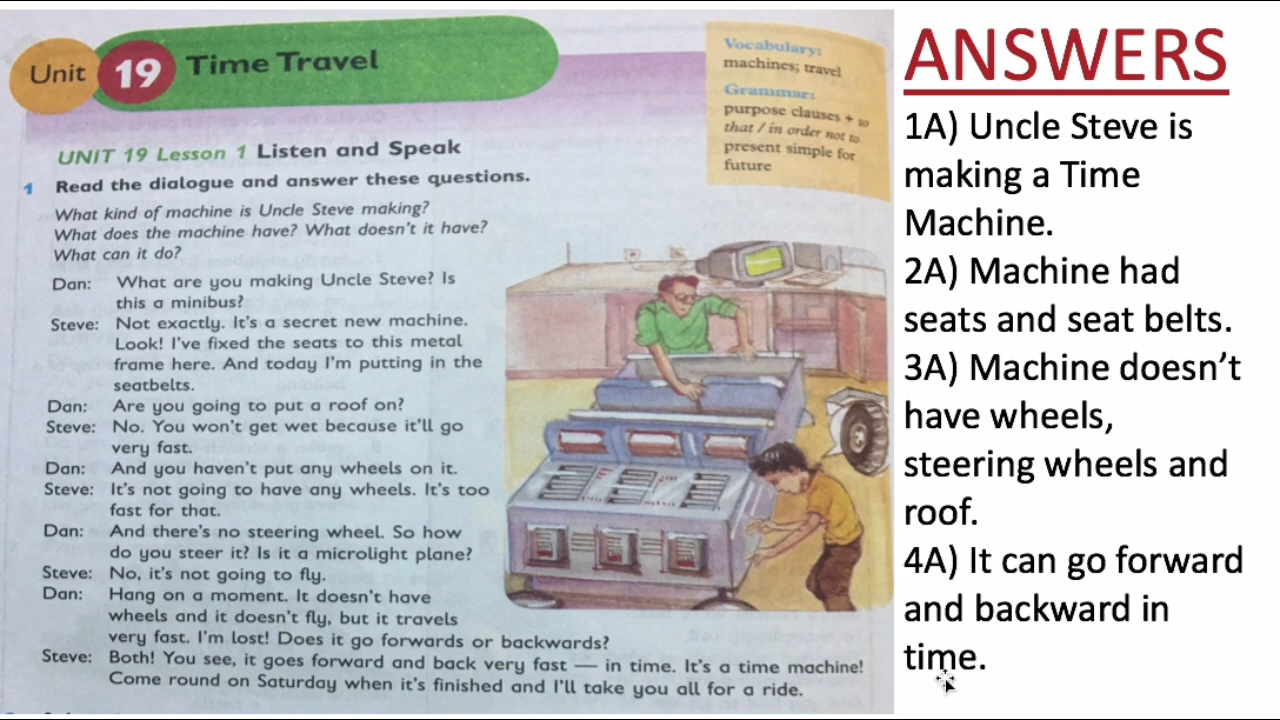 Unit 19 Time Travel
Vocabulary:
machines; travel
Grammar:
purpose clauses + so
that / in order not to
present simple for
future
UNIT 19 Lesson 1 Listen and Speak
1 Read the dialogue and answer these questions.
What kind of machine is Uncle Steve making?
What does the machine have? What doesn't it have?
What can it do?
Dan: What are you making Uncle Steve? Is
this a minibus?
Steve: Not exactly. It's a secret new machine.
Look! I've fixed the seats to this metal
frame here. And today I'm putting in the
seatbelts.
Dan: Are you going to put a roof on?
Steve: No. You won't get wet because it'll go
very fast.
Dan: And you haven't put any wheels on it.
Steve: It's not going to have any wheels. It's too
fast for that.
Dan: And there's no steering wheel. So how
do you steer it? Is it a microlight plane?
Steve: No, it's not going to fly.
Dan: Hang on a moment. It doesn't have
wheels and it doesn't fly, but it travels
very fast. I'm lost! Does it go forwards or backwards?
Steve: Both! You see, it goes forward and back very fast — in time. It's a time machine!
Come round on Saturday when it's finished and I'll take you all for a ride.
ANSWERS
1A) Uncle Steve is
making a Time
Machine.
2A) Machine had
seats and seat belts.
3A) Machine doesn't
have wheels,
steering wheels and
roof.
4A) It can go forward
and backward in
time.